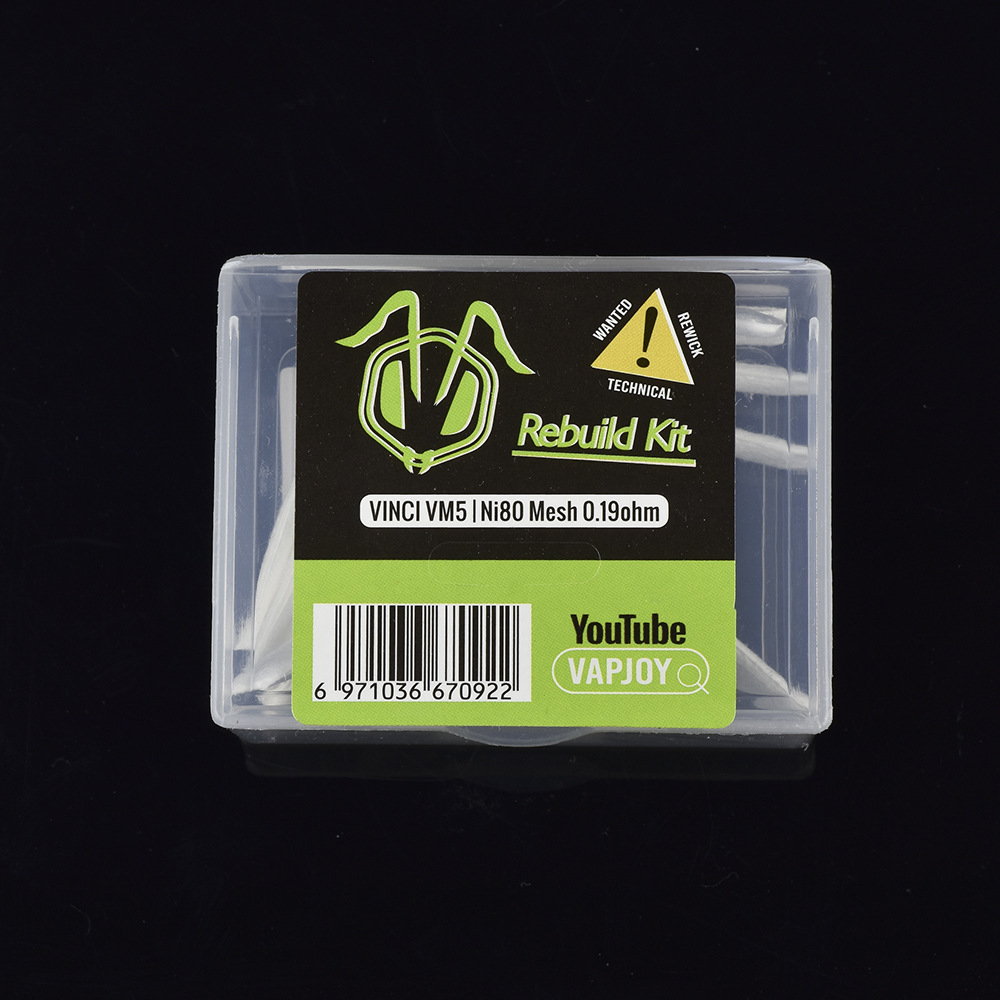 WANTED
REWICK
TECHNICAL
Rebuild Kit
VINCI VM5 | Ni80 Mesh 0.19ohm
YouTube
VAPJOY
6 971036 670922